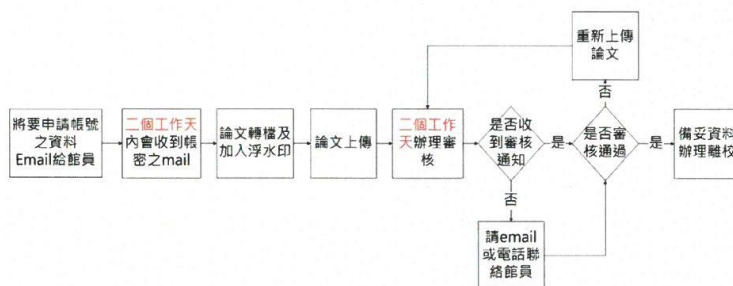 重新上傳
論文
否
將要申請帳號
之資料
Email給館員
二個工作天
內會收到帳
密之mail
論文轉檔及
加入浮水印
論文上傳
二個工作
天辦理審
核
是否收
到審核
通知
是
是否審
核通過
是
備妥資料
辦理離校
否
請email
或電話聯
絡館員